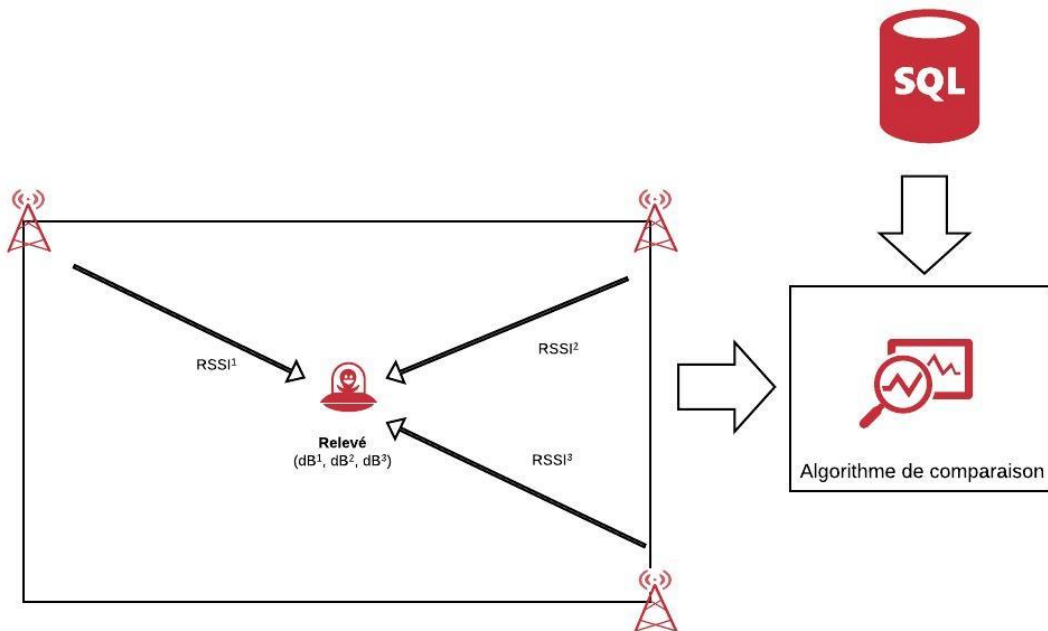 SQL
RSSI¹
RSSI²
Relevé
(dB¹, dB², dB³)
RSSI³
Algorithme de comparaison